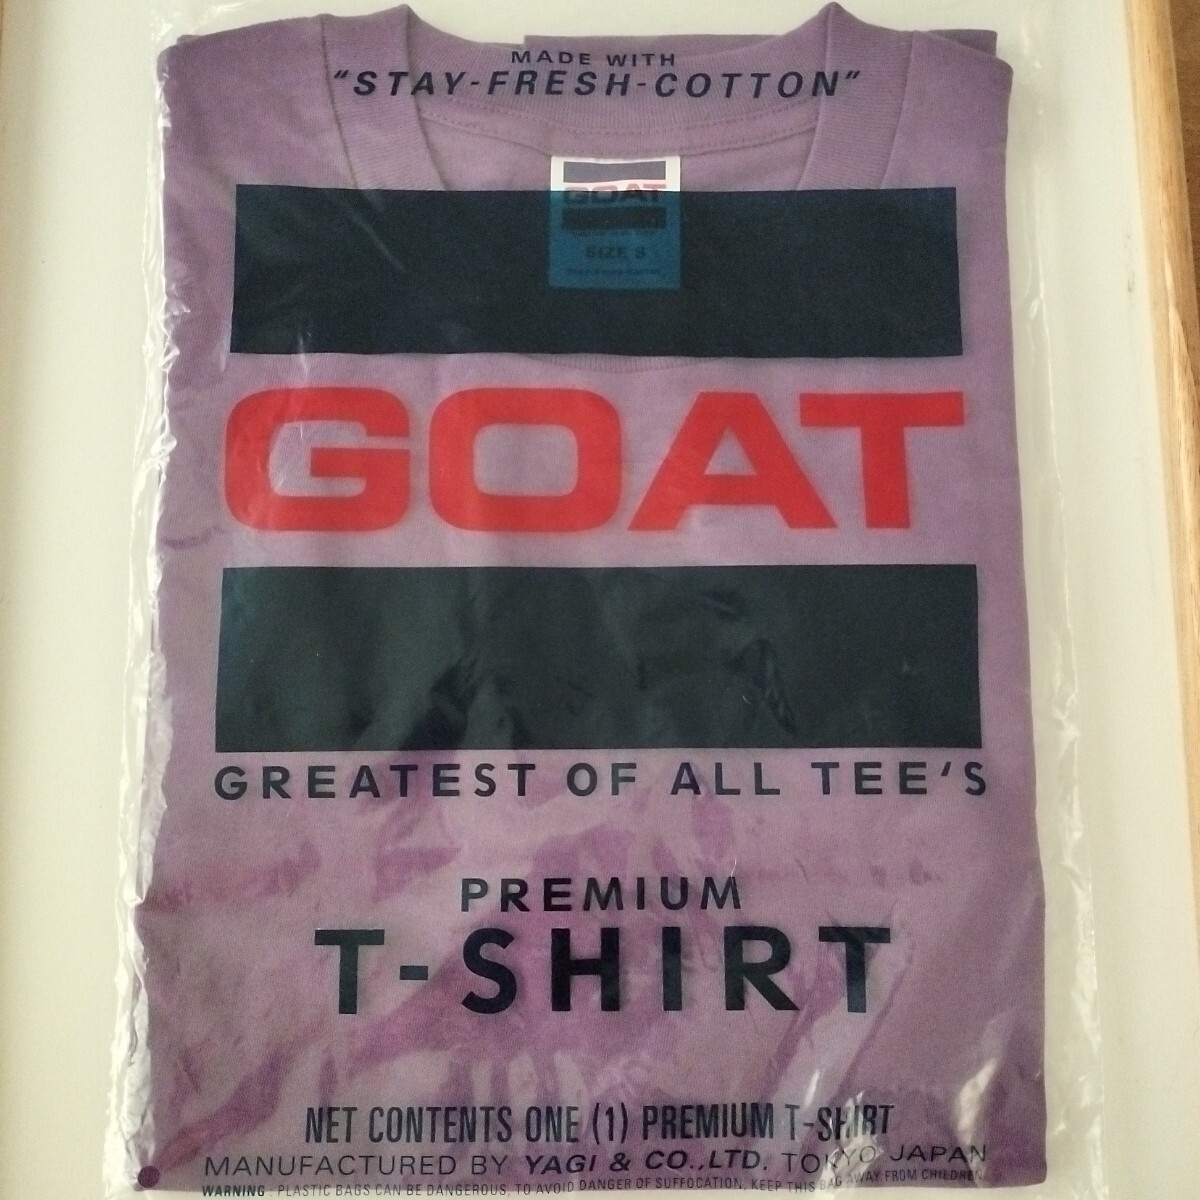 MADE WITH
"STAY-FRESH-COTTON"
GOAT
SIZE S
GOAT
GREATEST OF ALL TEE'S
PREMIUM
T-SHIRT
NET CONTENTS ONE (1) PREMIUM T-SHIRT
MANUFACTURED BY YAGI & CO.,LTD. TOKYO JAPAN
WARNING : PLASTIC BAGS CAN BE DANGEROUS, TO AVOID DANGER OF SUFFOCATION, KEEP THIS BAG AWAY FROM CHILDREN